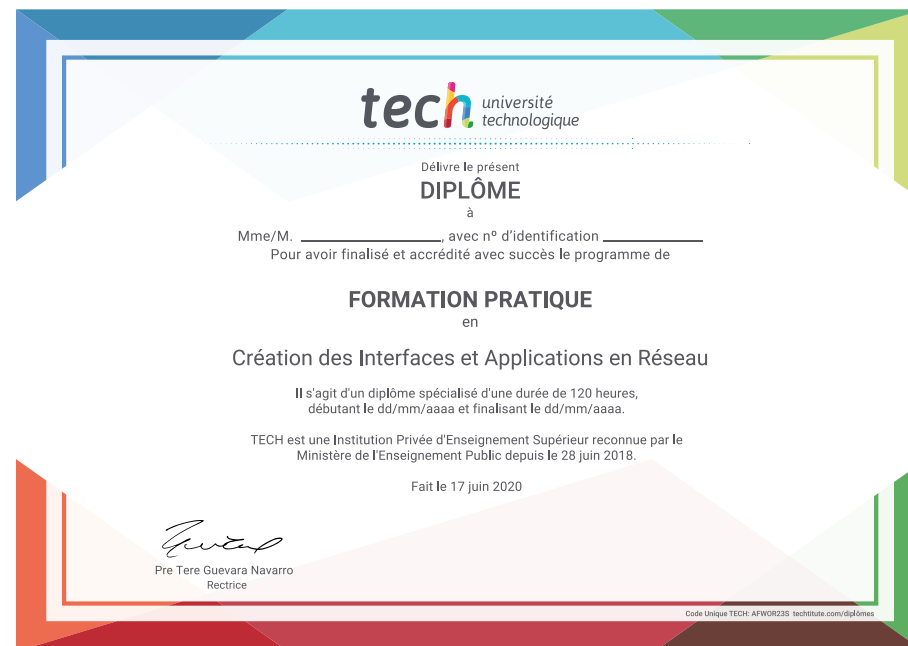 tech université
technologique
Délivre le présent
DIPLÔME
à
Mme/M. ____________________, avec nº d'identification ______________
Pour avoir finalisé et accrédité avec succès le programme de
FORMATION PRATIQUE
en
Création des Interfaces et Applications en Réseau
Il s'agit d'un diplôme spécialisé d'une durée de 120 heures,
débutant le dd/mm/aaaa et finalisant le dd/mm/aaaa.
TECH est une Institution Privée d'Enseignement Supérieur reconnue par le
Ministère de l'Enseignement Public depuis le 28 juin 2018.
Fait le 17 juin 2020
Pre Tere Guevara Navarro
Rectrice
Code Unique TECH: AFWOR23S techtitute.com/diplômes